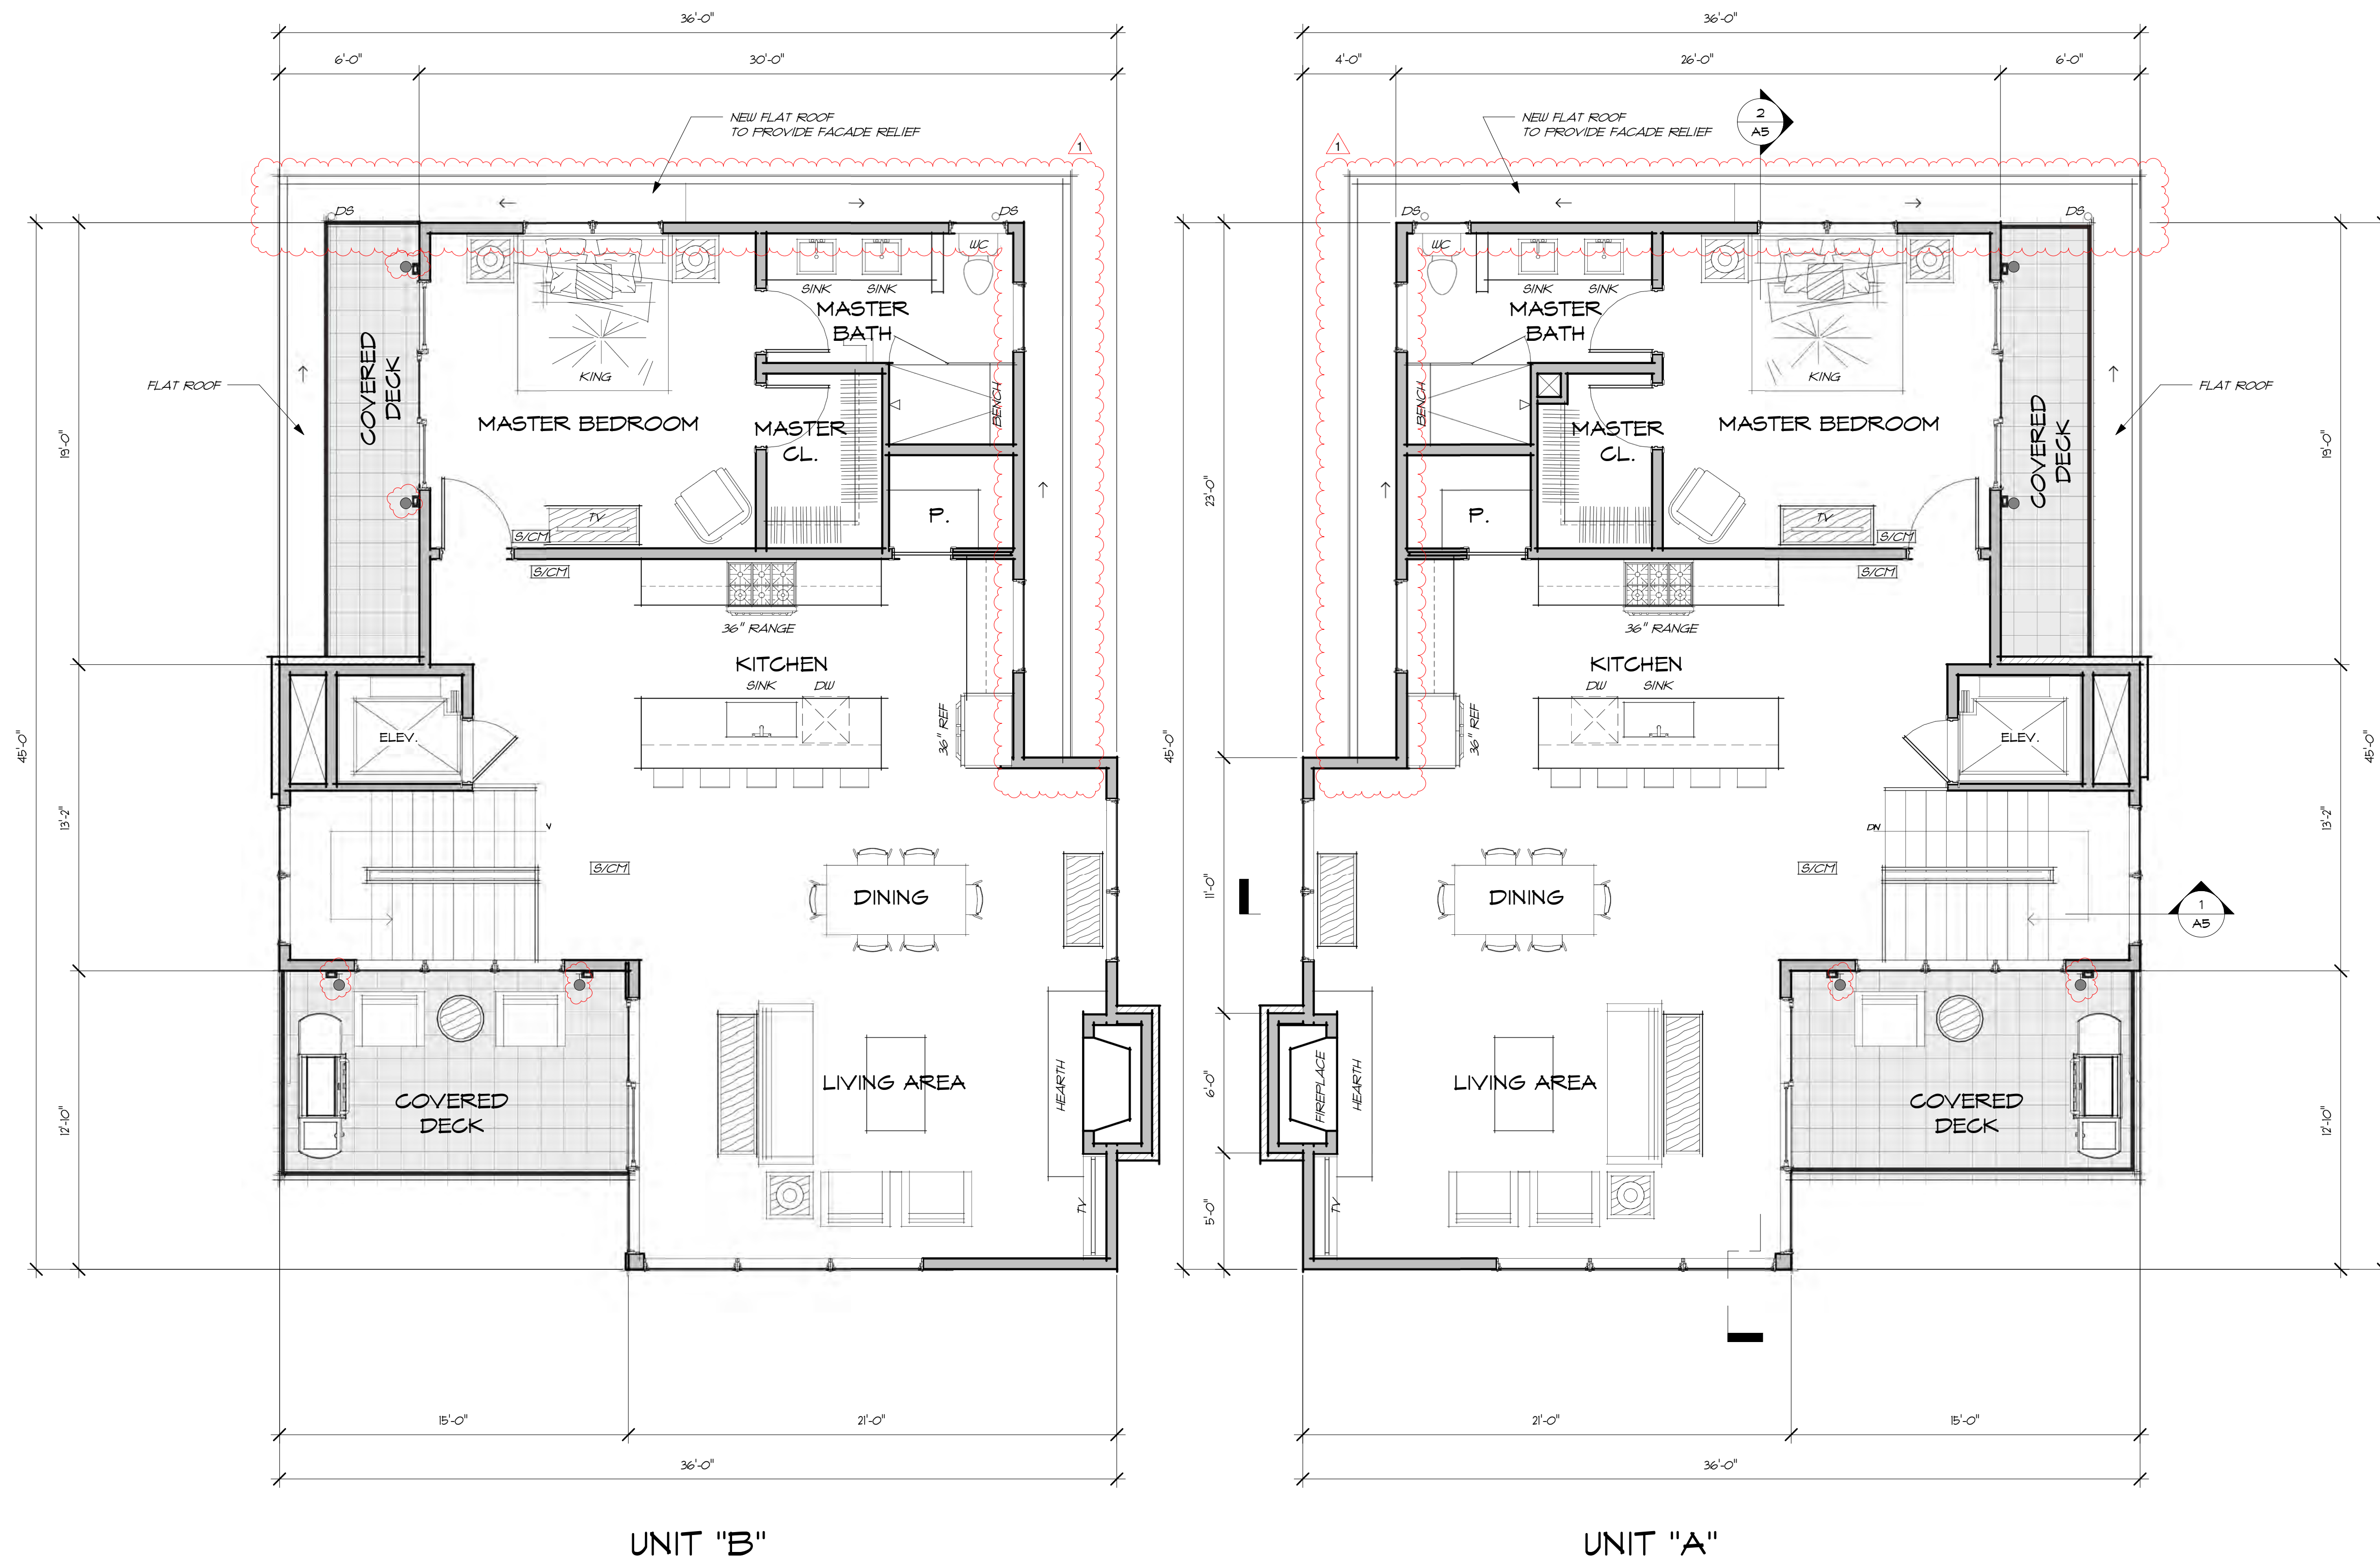 36'-0"
6'-0"
30'-0"
NEW FLAT ROOF
TO PROVIDE FACADE RELIEF
1
DS
DS
WC
SINK
SINK
MASTER
BATH
KING
COVERED
DECK
FLAT ROOF
MASTER BEDROOM
MASTER
CL.
BENCH
TV
P.
S/CM
S/CM
36" RANGE
KITCHEN
SINK
DW
36" REF
ELEV.
S/CM
DINING
LIVING AREA
HEARTH
COVERED
DECK
TV
45'-0"
19'-0"
13'-2"
12'-10"
15'-0"
21'-0"
36'-0"
UNIT "B"
36'-0"
4'-0"
26'-0"
6'-0"
NEW FLAT ROOF
TO PROVIDE FACADE RELIEF
1
2
A5
DS
DS
WC
SINK
SINK
MASTER
BATH
KING
COVERED
DECK
FLAT ROOF
BENCH
MASTER
CL.
MASTER BEDROOM
P.
TV
S/CM
S/CM
36" RANGE
KITCHEN
DW
SINK
36" REF
ELEV.
DN
S/CM
DINING
1
A5
LIVING AREA
FIREPLACE
HEARTH
COVERED
DECK
TV
45'-0"
23'-0"
11'-0"
6'-0"
5'-0"
19'-0"
13'-2"
12'-10"
45'-0"
21'-0"
15'-0"
36'-0"
UNIT "A"